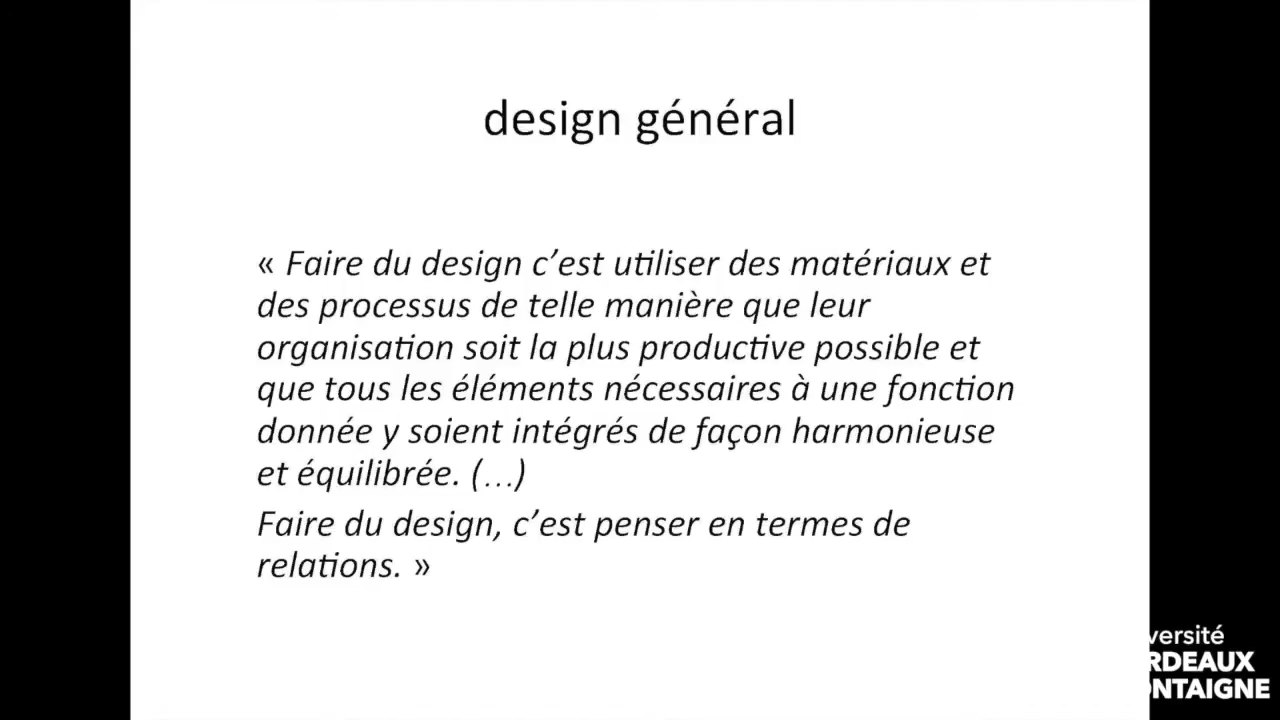 design général
« Faire du design c’est utiliser des matériaux et
des processus de telle manière que leur
organisation soit la plus productive possible et
que tous les éléments nécessaires à une fonction
donnée y soient intégrés de façon harmonieuse
et équilibrée. (…)
Faire du design, c’est penser en termes de
relations. »
versité
RDEAUX
NTAIGNE